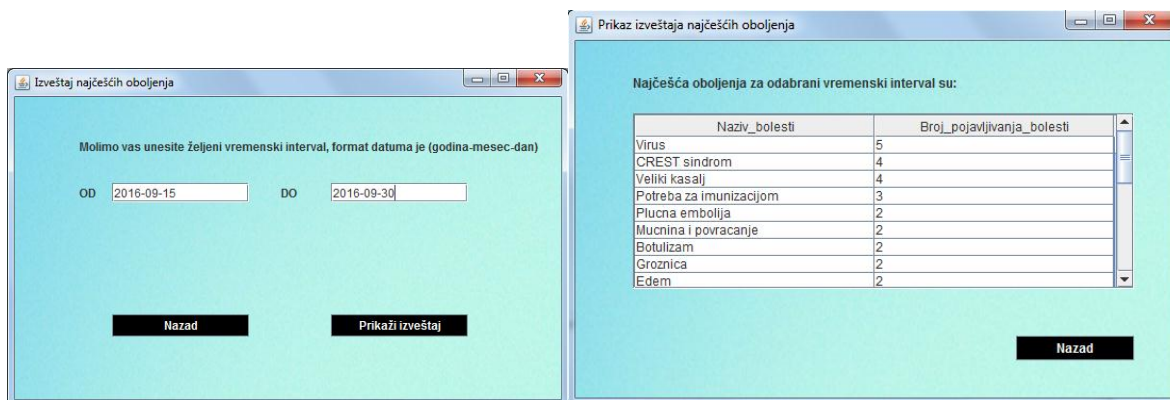 Izveštaj najčešćih oboljenja
Molimo vas unesite željeni vremenski interval, format datuma je (godina-mesec-dan)
OD 2016-09-15 DO 2016-09-30
Nazad Prikaži izveštaj
Prikaz izveštaja najčešćih oboljenja
Najčešća oboljenja za odabrani vremenski interval su:
Naziv_bolesti Broj_pojavljivanja_bolesti
Virus 5
CREST sindrom 4
Veliki kasalj 4
Potreba za imunizacijom 3
Plucna embolija 2
Mucnina i povracanje 2
Botulizam 2
Groznica 2
Edem 2
Nazad